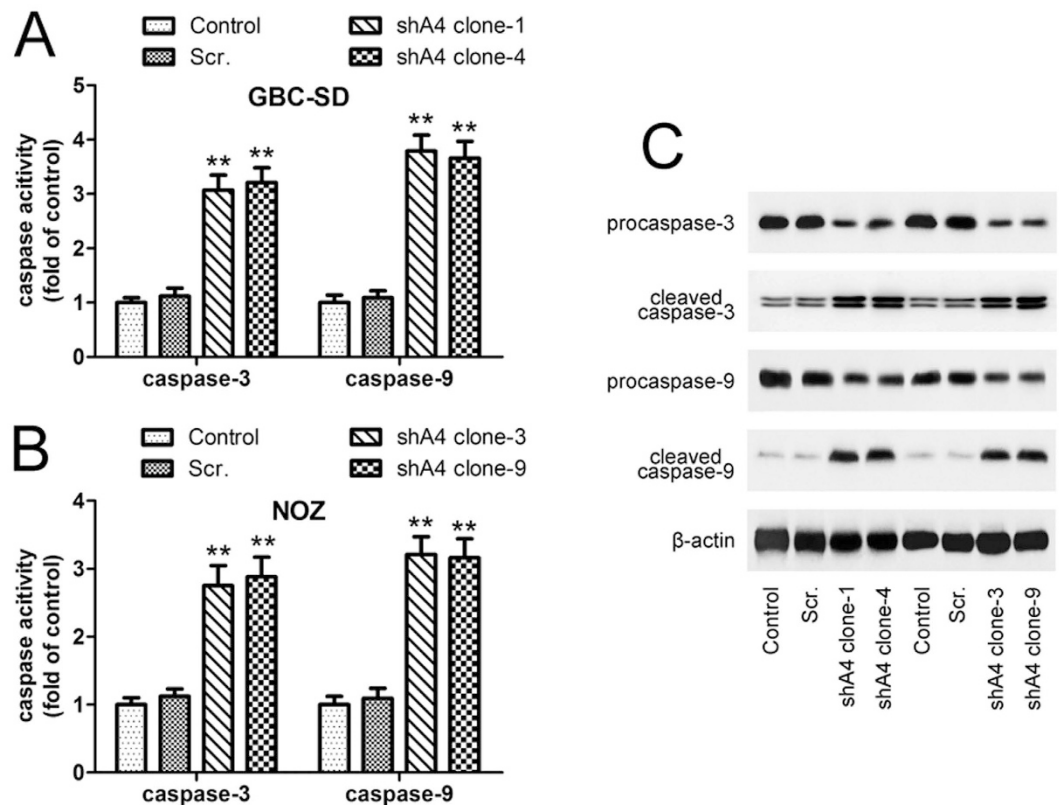 A
Control
Scr.
shA4 clone-1
shA4 clone-4
GBC-SD
caspase acitivity
(fold of control)
5
4
3
2
1
0
** ** ** **
caspase-3 caspase-9
B
Control
Scr.
shA4 clone-3
shA4 clone-9
NOZ
caspase acitivity
(fold of control)
4
3
2
1
0
** ** ** **
caspase-3 caspase-9
C
procaspase-3
cleaved
caspase-3
procaspase-9
cleaved
caspase-9
β-actin
Control
Scr.
shA4 clone-1
shA4 clone-4
Control
Scr.
shA4 clone-3
shA4 clone-9